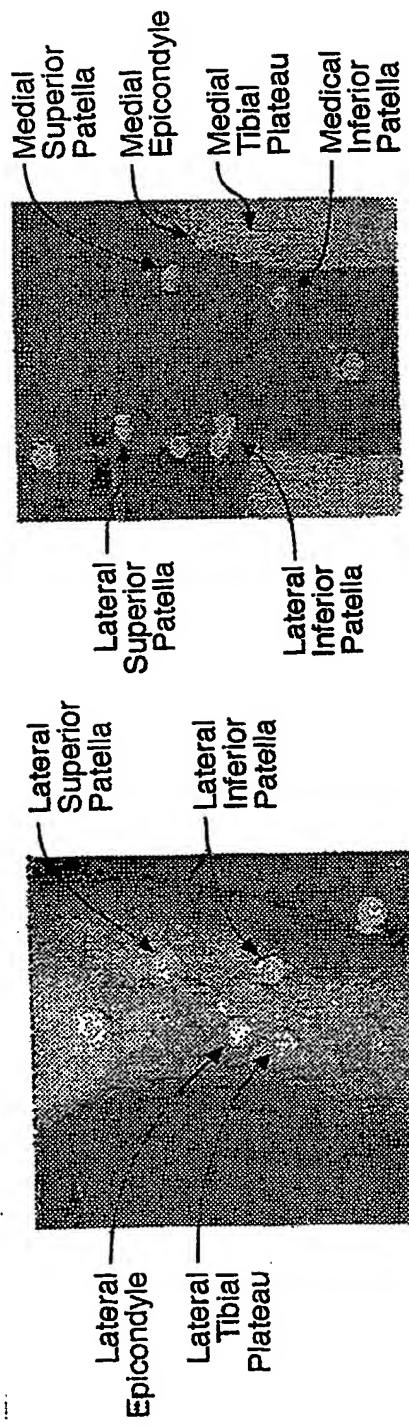 Lateral
Epicondyle
Lateral
Tibial
Plateau
Lateral
Superior
Patella
Lateral
Inferior
Patella
Lateral
Superior
Patella
Lateral
Inferior
Patella
Medial
Superior
Patella
Medial
Epicondyle
Medial
Tibial
Plateau
Medical
Inferior
Patella